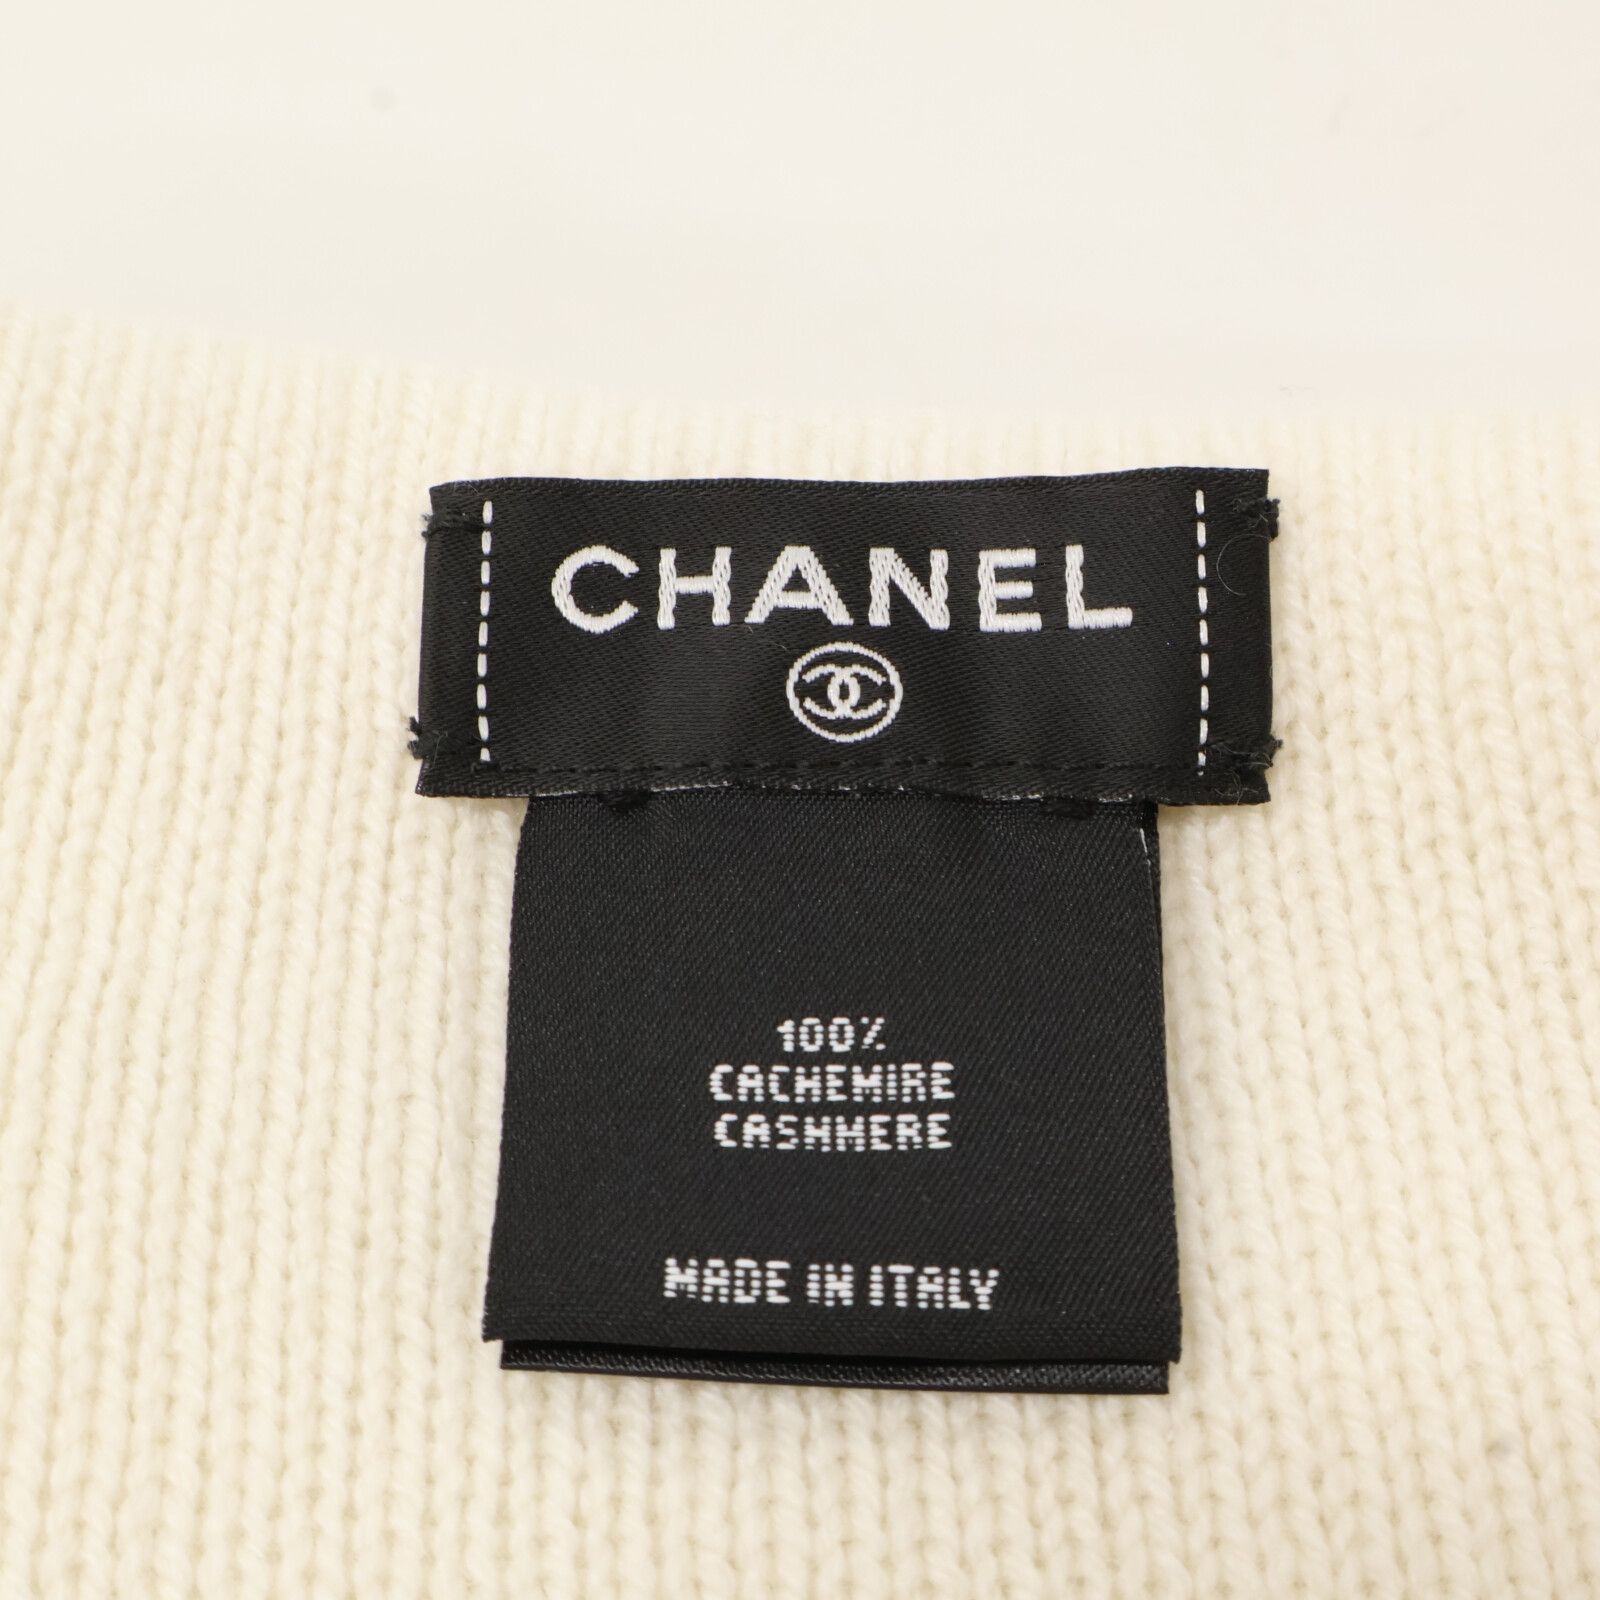 CHANEL
100%
CACHEMIRE
CASHMERE
MADE IN ITALY